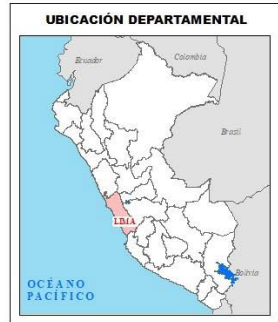 UBICACIÓN DEPARTAMENTAL
Ecuador
Colombia
Brazil
LIMA
Bolivia
OCÉANO
PACÍFICO